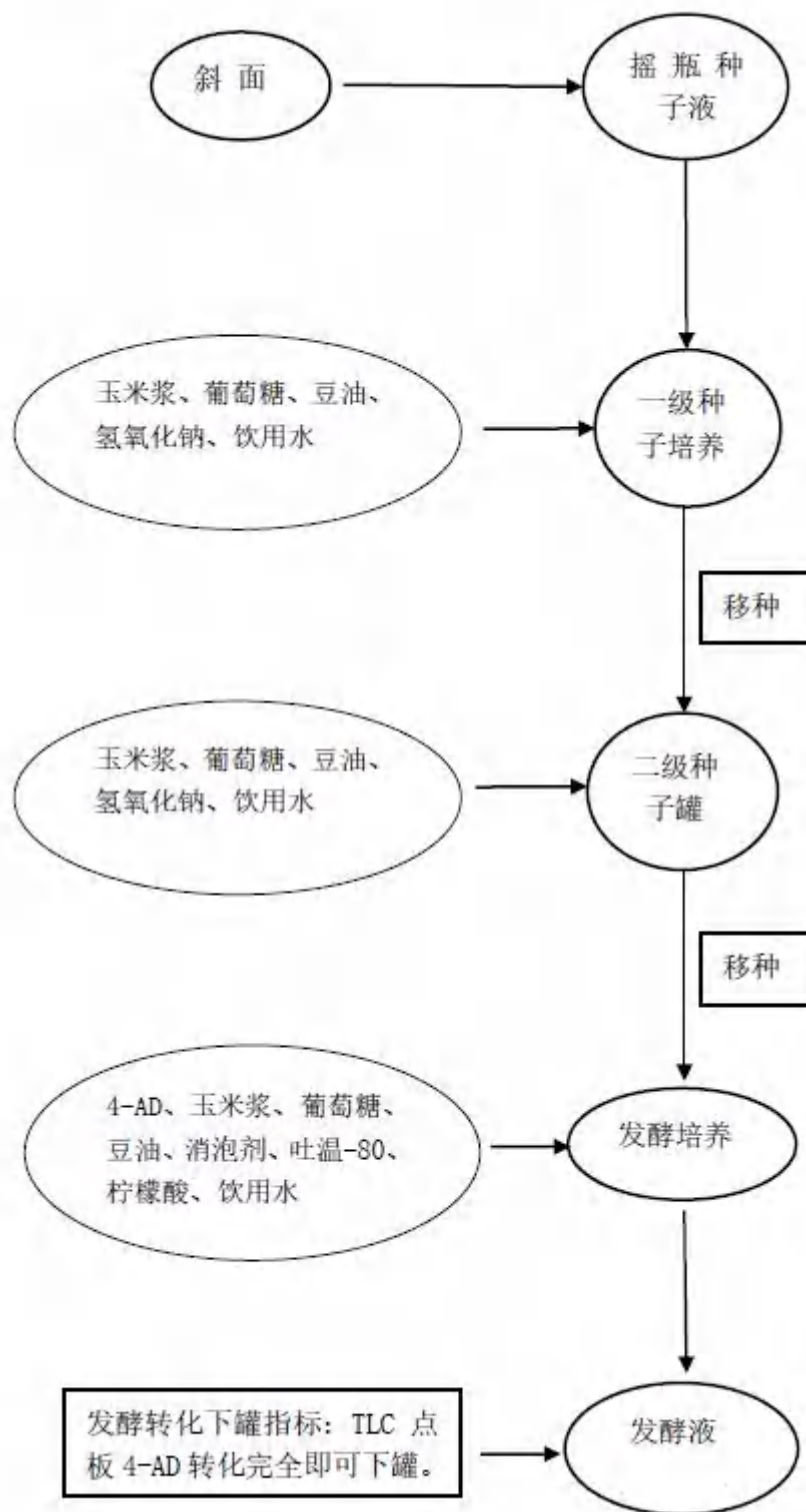 斜 面
摇 瓶 种
子液
玉米浆、葡萄糖、豆油、
氢氧化钠、饮用水
一级种
子培养
移种
玉米浆、葡萄糖、豆油、
氢氧化钠、饮用水
二级种
子罐
移种
4-AD、玉米浆、葡萄糖、
豆油、消泡剂、吐温-80、
柠檬酸、饮用水
发酵培养
发酵转化下罐指标：TLC 点
板 4-AD 转化完全即可下罐。
发酵液